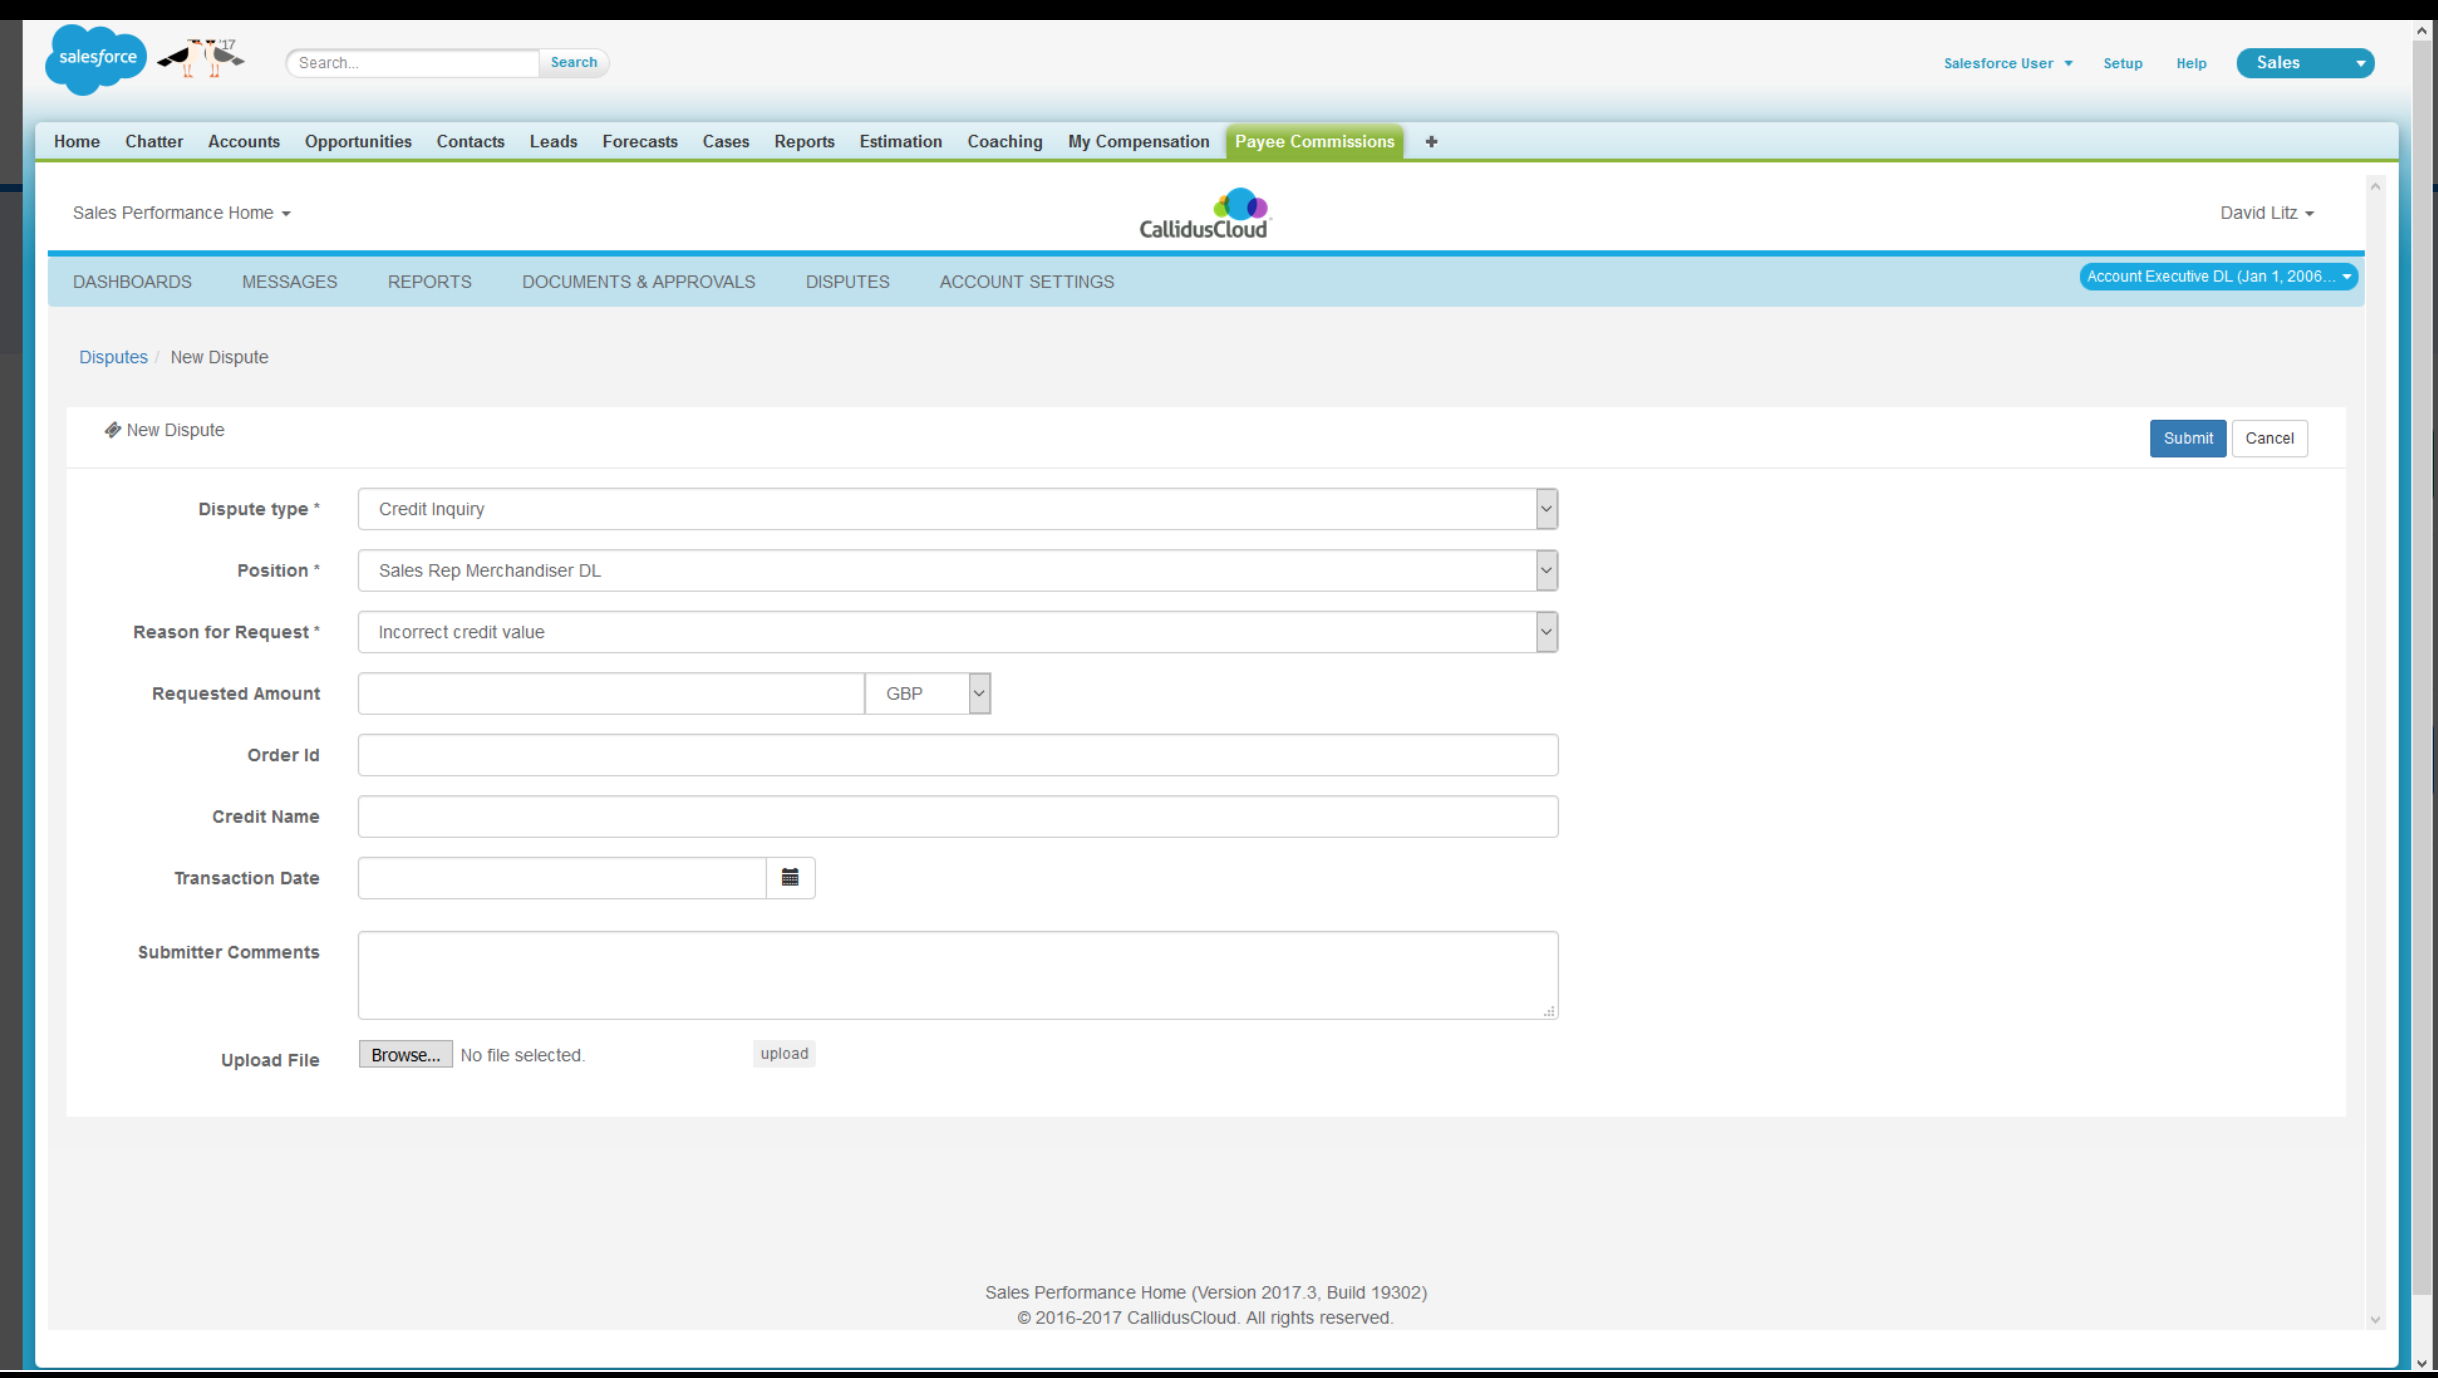 salesforce
'17
Search...
Search
Salesforce User
Setup
Help
Sales
Home
Chatter
Accounts
Opportunities
Contacts
Leads
Forecasts
Cases
Reports
Estimation
Coaching
My Compensation
Payee Commissions
+
Sales Performance Home
CallidusCloud
David Litz
DASHBOARDS
MESSAGES
REPORTS
DOCUMENTS & APPROVALS
DISPUTES
ACCOUNT SETTINGS
Account Executive DL (Jan 1, 2006...
Disputes / New Dispute
New Dispute
Submit
Cancel
Dispute type *
Credit Inquiry
Position *
Sales Rep Merchandiser DL
Reason for Request *
Incorrect credit value
Requested Amount
GBP
Order Id
Credit Name
Transaction Date
Submitter Comments
Upload File
Browse... No file selected.
upload
Sales Performance Home (Version 2017.3, Build 19302)
© 2016-2017 CallidusCloud. All rights reserved.